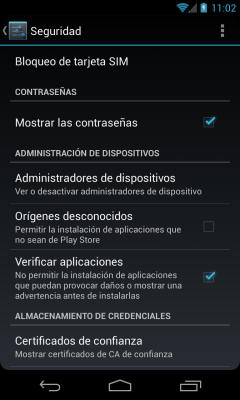 11:02
Seguridad
Bloqueo de tarjeta SIM
CONTRASEÑAS
Mostrar las contraseñas
ADMINISTRACIÓN DE DISPOSITIVOS
Administradores de dispositivos
Ver o desactivar administradores de dispositivo
Orígenes desconocidos
Permitir la instalación de aplicaciones que
no sean de Play Store
Verificar aplicaciones
No permitir la instalación de aplicaciones
que puedan provocar daños o mostrar una
advertencia antes de instalarlas
ALMACENAMIENTO DE CREDENCIALES
Certificados de confianza
Mostrar certificados de CA de confianza